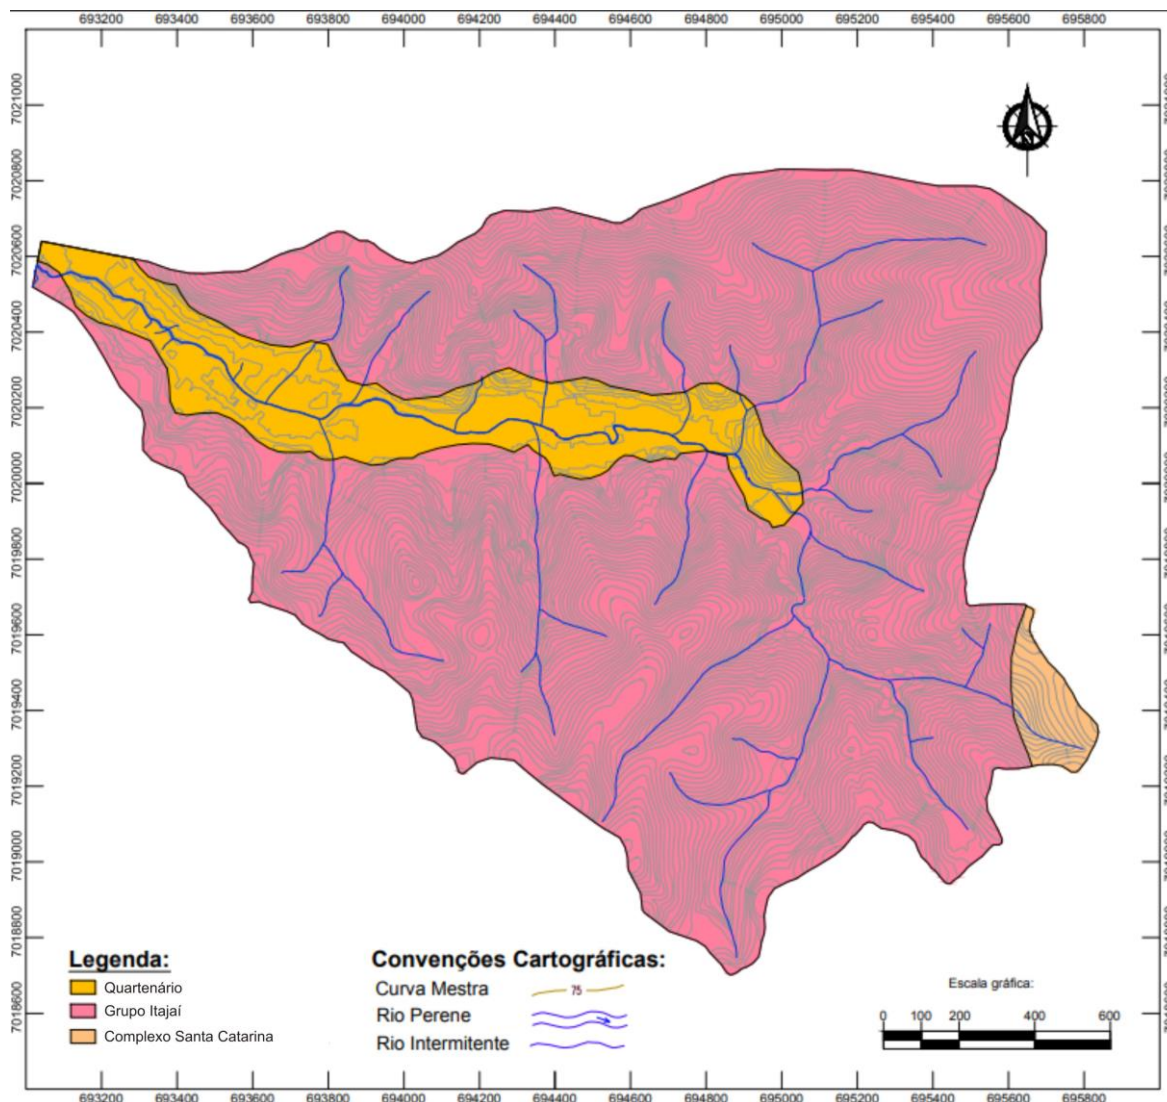 693200 693400 693600 693800 694000 694200 694400 694600 694800 695000 695200 695400 695600 695800
7021000
7020800
7020600
7020400
7020200
7020000
7019800
7019600
7019400
7019200
7019000
7018800
7018600
N
Legenda:
Quartenário
Grupo Itajaí
Complexo Santa Catarina
Convenções Cartográficas:
Curva Mestra
75
Rio Perene
Rio Intermitente
Escala gráfica:
0 100 200 400 600
693200 693400 693600 693800 694000 694200 694400 694600 694800 695000 695200 695400 695600 695800